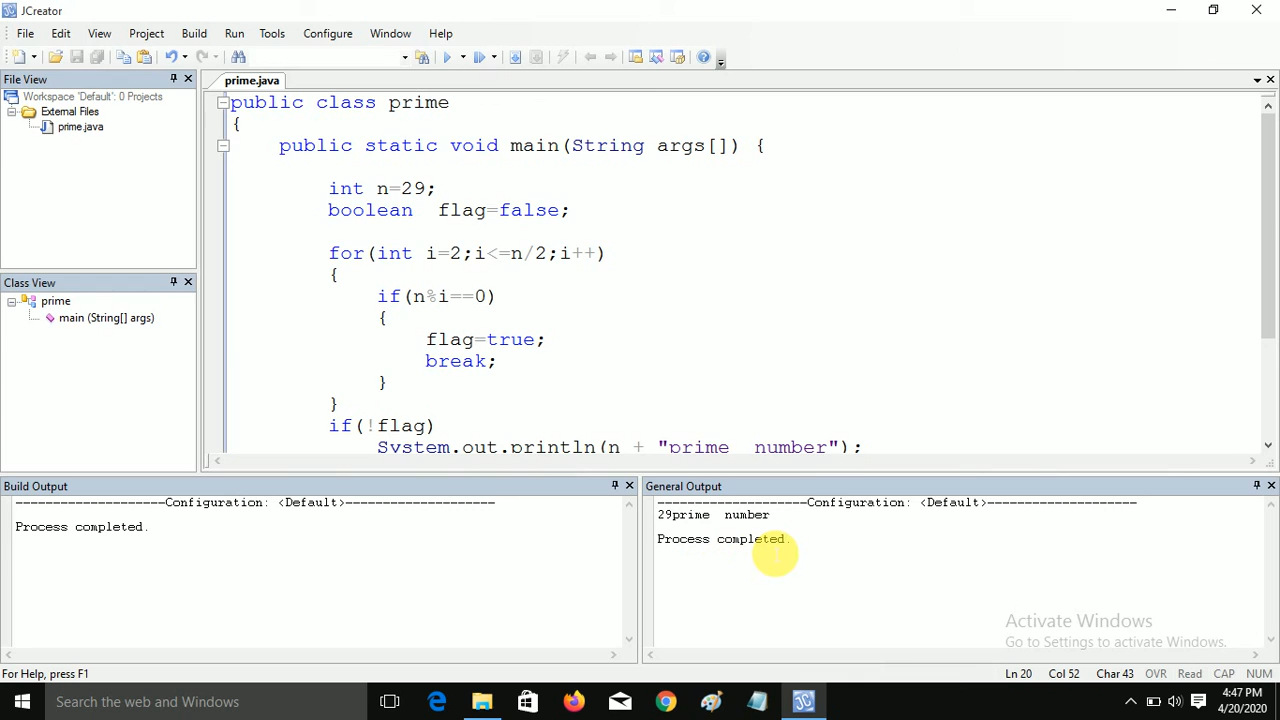 JCreator
File Edit View Project Build Run Tools Configure Window Help
File View
Workspace 'Default': 0 Projects
External Files
prime.java
Class View
prime
main (String[] args)
prime.java
public class prime
{
public static void main(String args[]) {
int n=29;
boolean flag=false;
for(int i=2;i<=n/2;i++)
{
if(n%i==0)
{
flag=true;
break;
}
}
if(!flag)
System.out.println(n + "prime  number");
Build Output
--------------------Configuration: <Default>--------------------
Process completed.
General Output
--------------------Configuration: <Default>--------------------
29prime  number
Process completed.
Activate Windows
Go to Settings to activate Windows.
For Help, press F1
Ln 20 Col 52 Char 43 OVR Read CAP NUM
Search the web and Windows
4:47 PM
4/20/2020